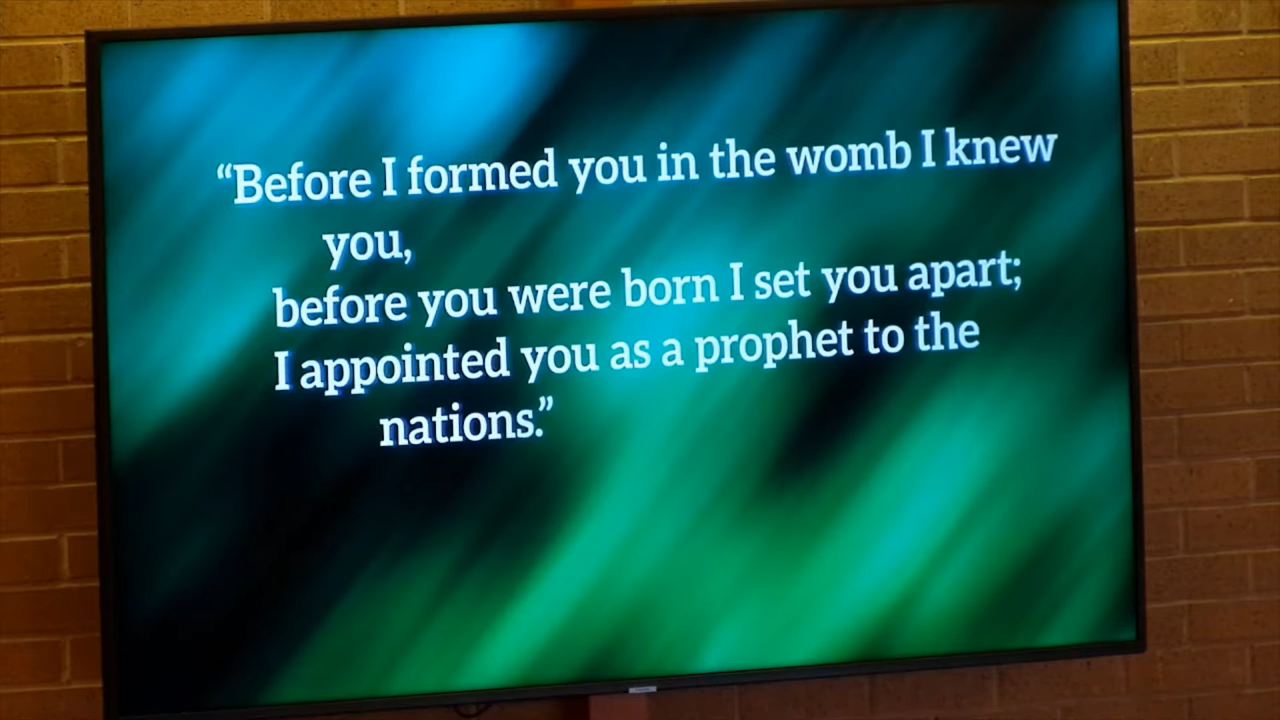 “Before I formed you in the womb I knew
you,
before you were born I set you apart;
I appointed you as a prophet to the
nations.”